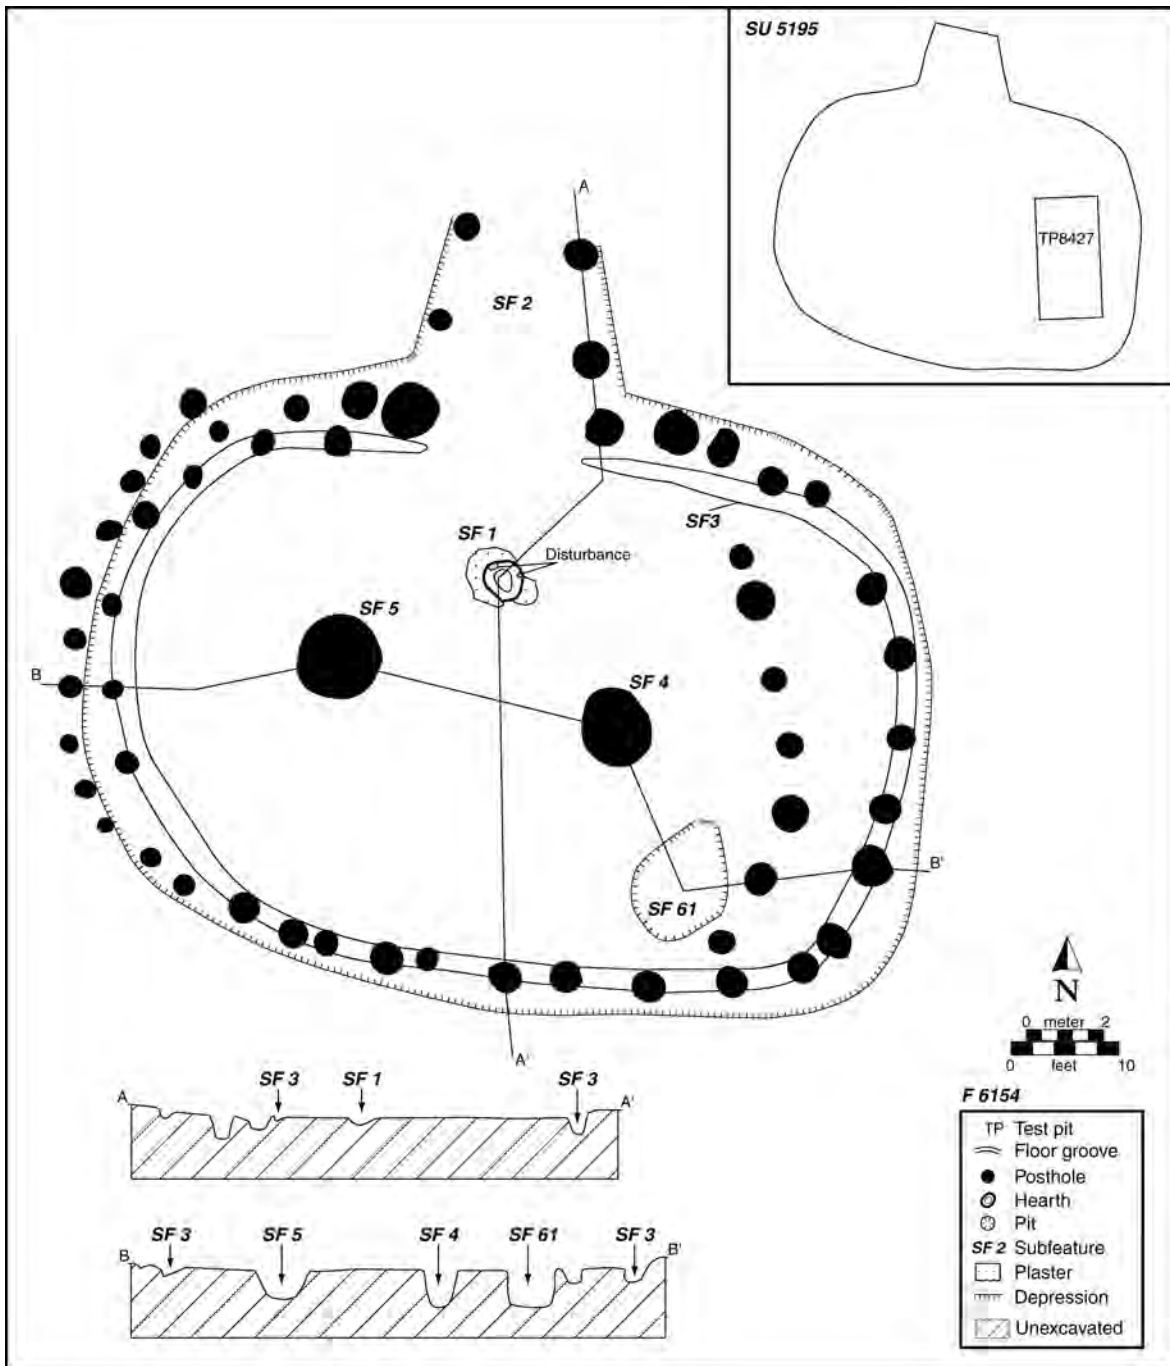 SU 5195
TP8427
A
SF 2
SF3
SF 1
Disturbance
SF 5
B
SF 4
B'
SF 61
A'
N
0 meter 2
0 feet 10
SF 3 SF 1 SF 3
A A'
SF 3 SF 5 SF 4 SF 61 SF 3
B B'
F 6154
TP Test pit
Floor groove
Posthole
Hearth
Pit
SF 2 Subfeature
Plaster
Depression
Unexcavated